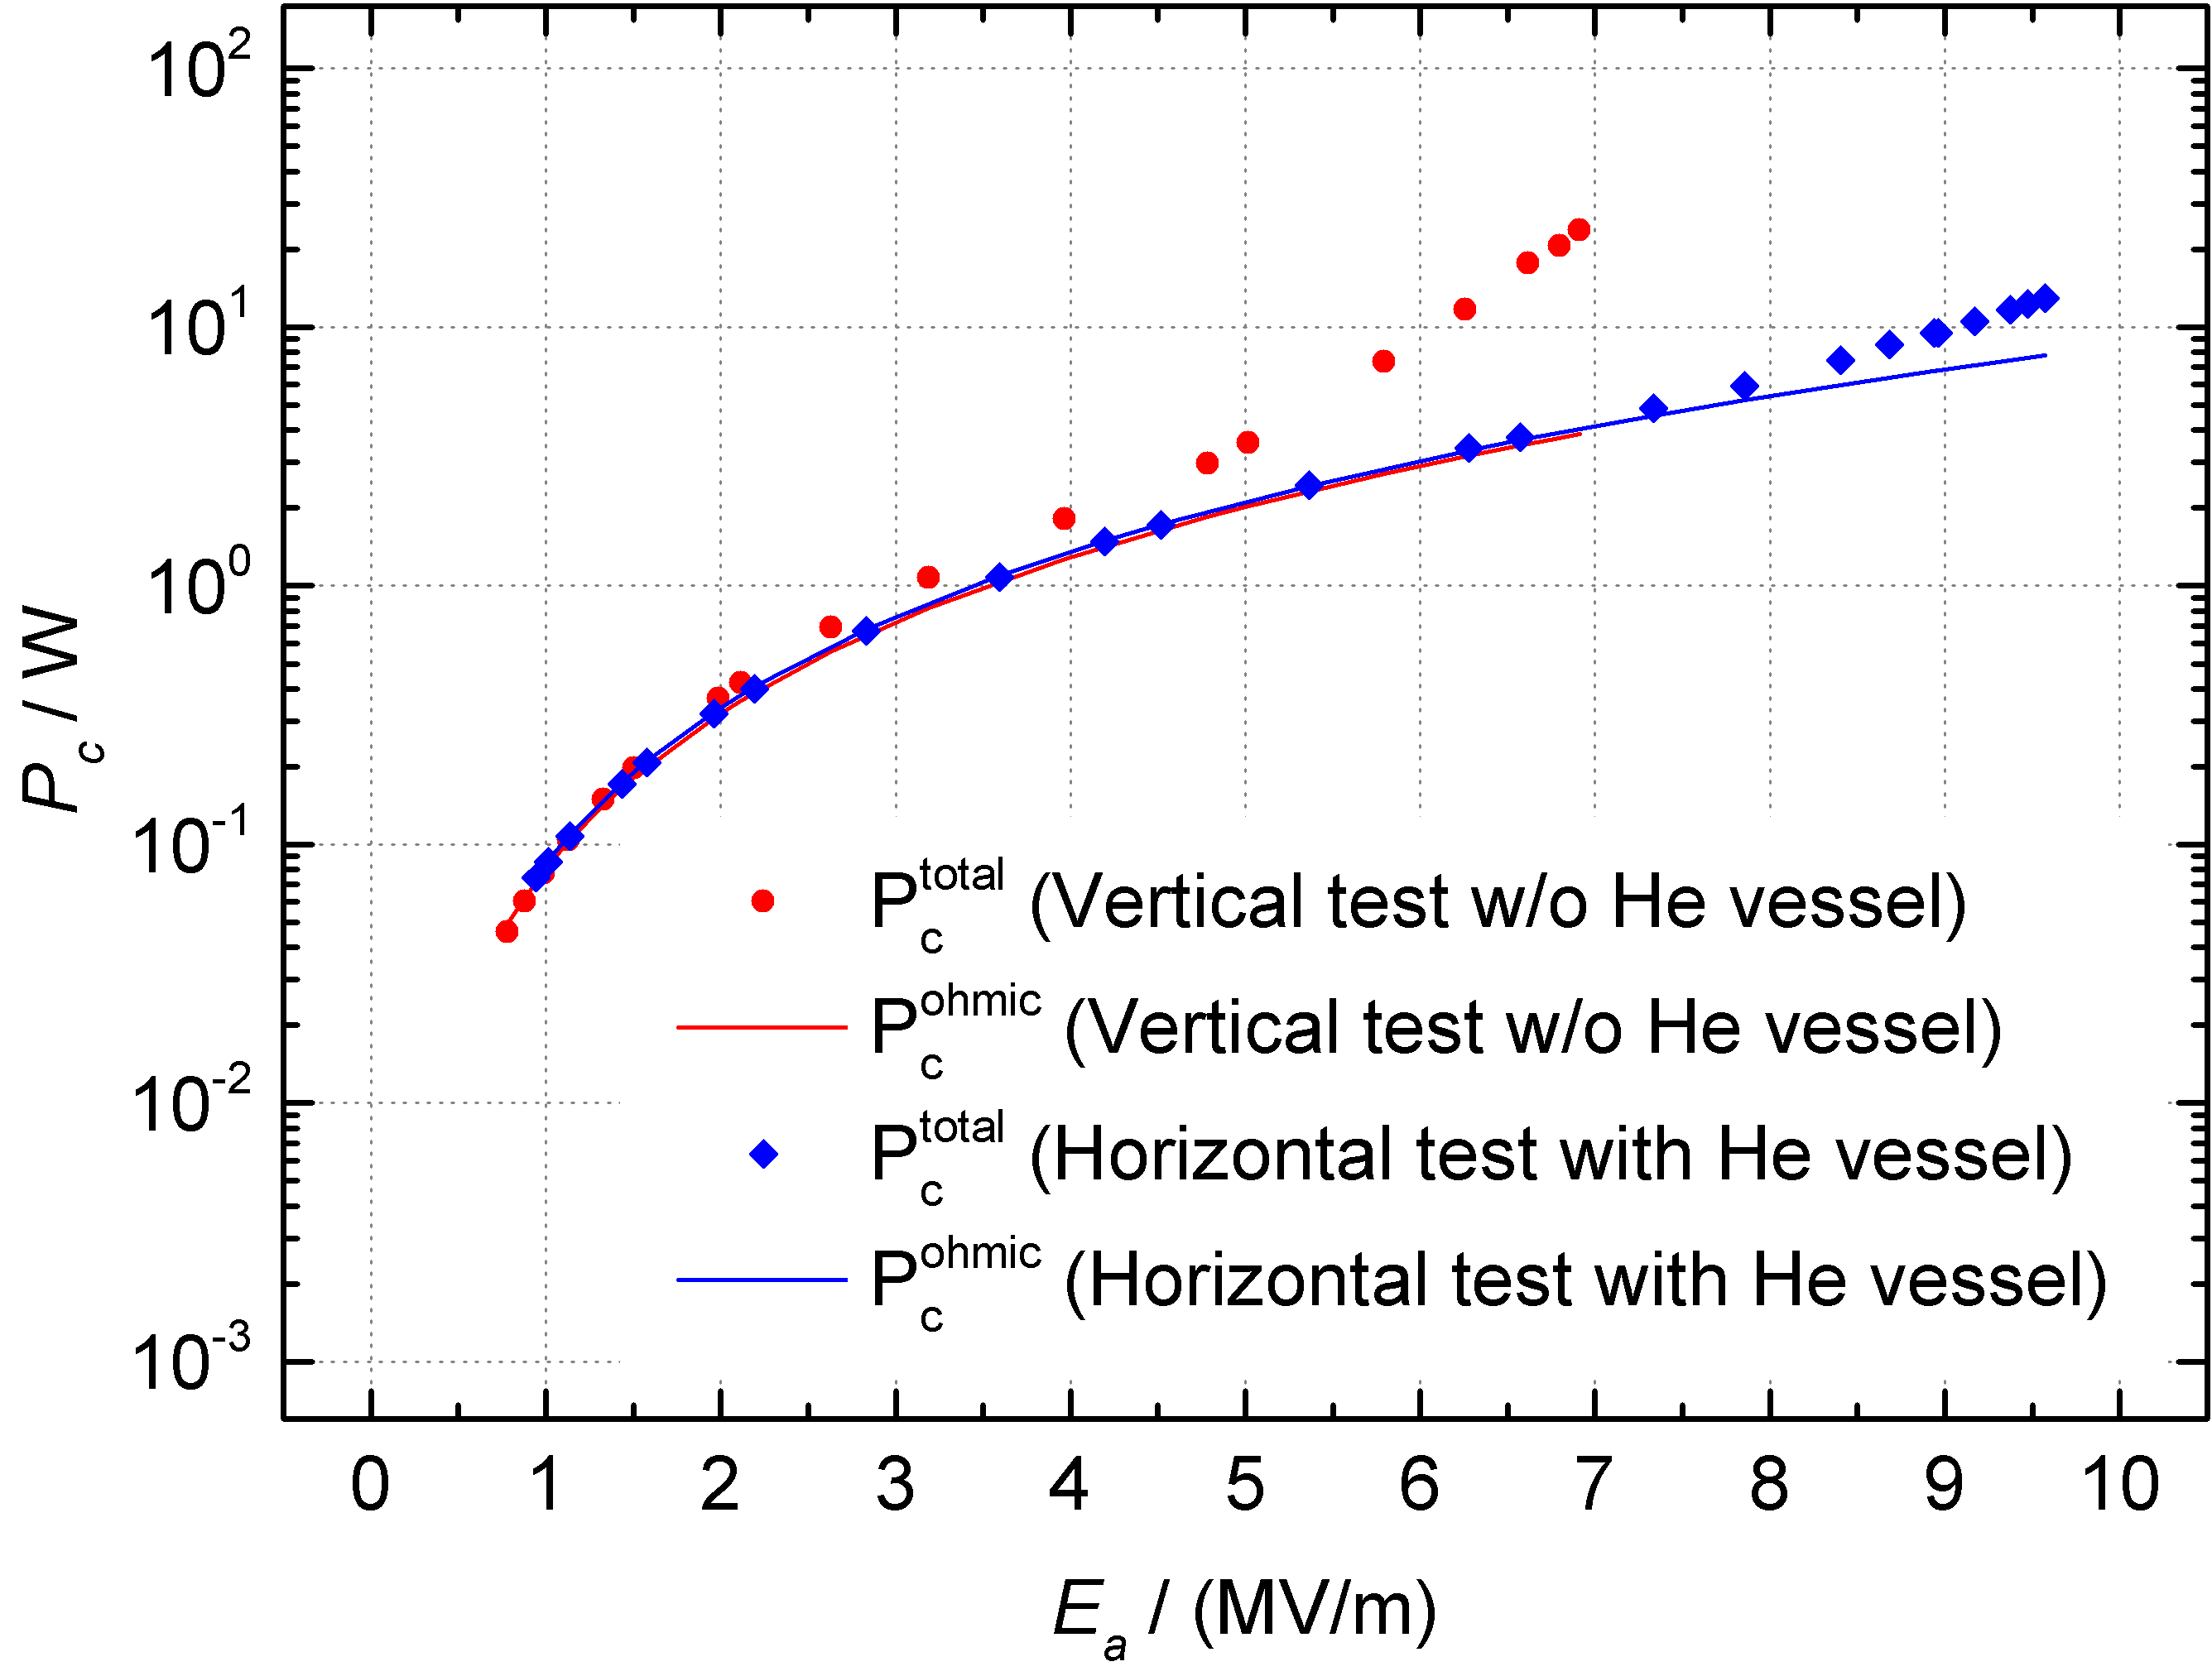 10^2
10^1
10^0
10^-1
10^-2
10^-3
P_c / W
P_c^total (Vertical test w/o He vessel)
P_c^ohmic (Vertical test w/o He vessel)
P_c^total (Horizontal test with He vessel)
P_c^ohmic (Horizontal test with He vessel)
0 1 2 3 4 5 6 7 8 9 10
E_a / (MV/m)